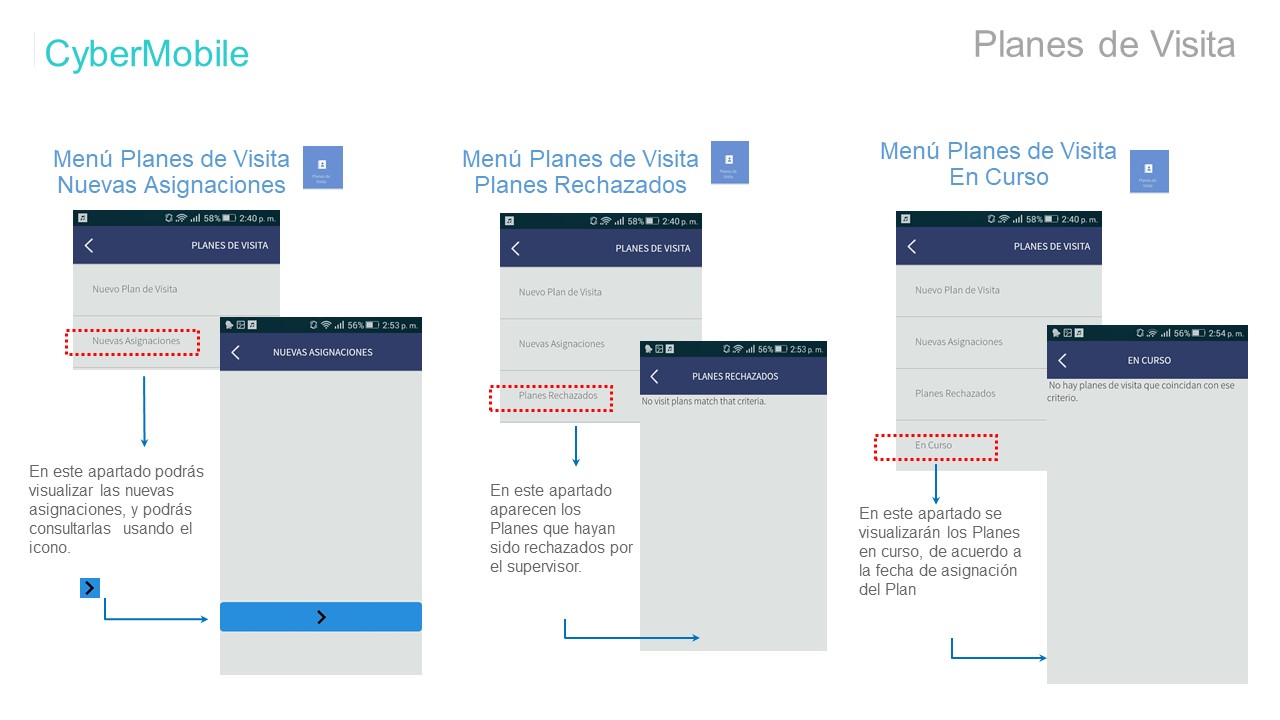 CyberMobile
Planes de Visita
Menú Planes de Visita
Nuevas Asignaciones
Planes de
Visita
58% 2:40 p. m.
PLANES DE VISITA
Nuevo Plan de Visita
Nuevas Asignaciones
56% 2:53 p. m.
NUEVAS ASIGNACIONES
En este apartado podrás
visualizar las nuevas
asignaciones, y podrás
consultarlas usando el
icono.
Menú Planes de Visita
Planes Rechazados
Planes de
Visita
58% 2:40 p. m.
PLANES DE VISITA
Nuevo Plan de Visita
Nuevas Asignaciones
Planes Rechazados
56% 2:53 p. m.
PLANES RECHAZADOS
No visit plans match that criteria.
En este apartado
aparecen los
Planes que hayan
sido rechazados por
el supervisor.
Menú Planes de Visita
En Curso
Planes de
Visita
58% 2:40 p. m.
PLANES DE VISITA
Nuevo Plan de Visita
Nuevas Asignaciones
Planes Rechazados
En Curso
56% 2:54 p. m.
EN CURSO
No hay planes de visita que coincidan con ese
criterio.
En este apartado se
visualizarán los Planes
en curso, de acuerdo a
la fecha de asignación
del Plan